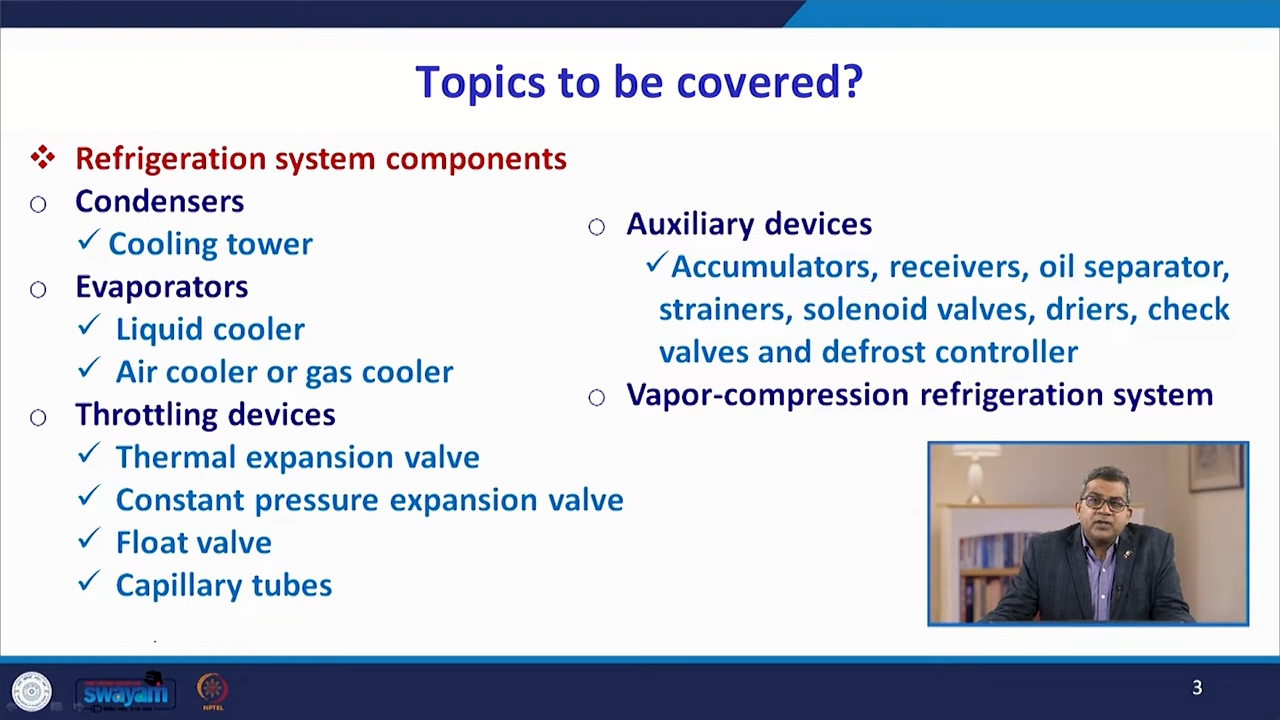 Topics to be covered?
❖ Refrigeration system components
○ Condensers
✓ Cooling tower
○ Evaporators
✓ Liquid cooler
✓ Air cooler or gas cooler
○ Throttling devices
✓ Thermal expansion valve
✓ Constant pressure expansion valve
✓ Float valve
✓ Capillary tubes
○ Auxiliary devices
✓Accumulators, receivers, oil separator,
strainers, solenoid valves, driers, check
valves and defrost controller
○ Vapor-compression refrigeration system
swayam
NPTEL
3